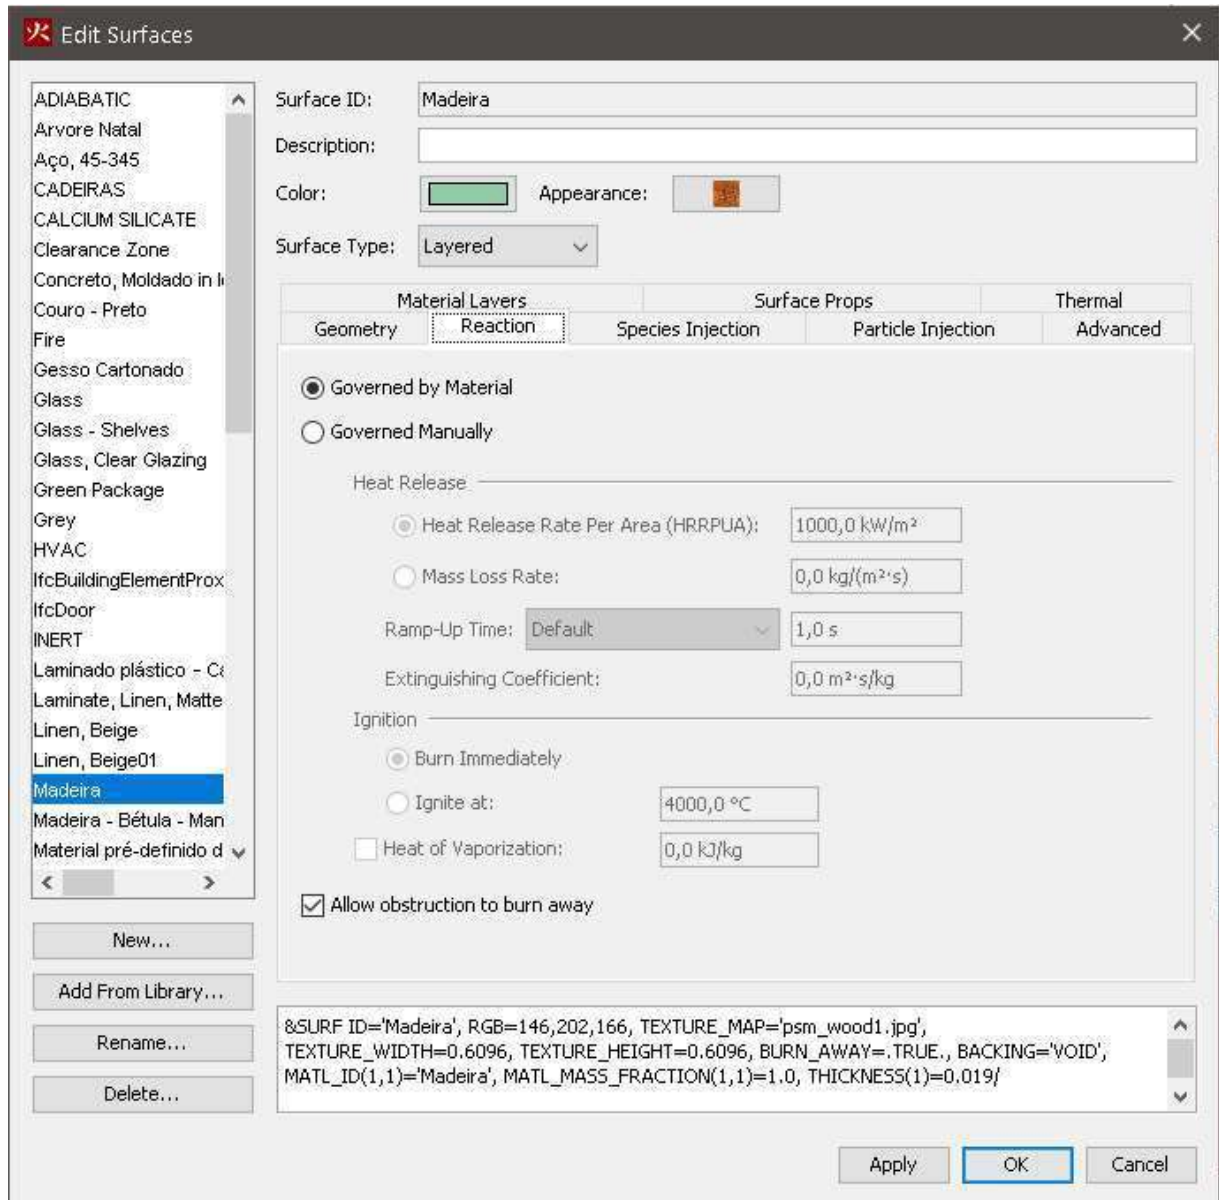 Edit Surfaces
ADIABATIC
Arvore Natal
Aço, 45-345
CADEIRAS
CALCIUM SILICATE
Clearance Zone
Concreto, Moldado in l
Couro - Preto
Fire
Gesso Cartonado
Glass
Glass - Shelves
Glass, Clear Glazing
Green Package
Grey
HVAC
IfcBuildingElementProx
IfcDoor
INERT
Laminado plástico - Ca
Laminate, Linen, Matte
Linen, Beige
Linen, Beige01
Madeira
Madeira - Bétula - Man
Material pré-definido d
New...
Add From Library...
Rename...
Delete...
Surface ID: Madeira
Description:
Color: Appearance:
Surface Type: Layered
Material Layers Surface Props Thermal
Geometry Reaction Species Injection Particle Injection Advanced
Governed by Material
Governed Manually
Heat Release
Heat Release Rate Per Area (HRRPUA): 1000,0 kW/m²
Mass Loss Rate: 0,0 kg/(m²·s)
Ramp-Up Time: Default 1,0 s
Extinguishing Coefficient: 0,0 m²·s/kg
Ignition
Burn Immediately
Ignite at: 4000,0 °C
Heat of Vaporization: 0,0 kJ/kg
Allow obstruction to burn away
&SURF ID='Madeira', RGB=146,202,166, TEXTURE_MAP='psm_wood1.jpg',
TEXTURE_WIDTH=0.6096, TEXTURE_HEIGHT=0.6096, BURN_AWAY=.TRUE., BACKING='VOID',
MATL_ID(1,1)='Madeira', MATL_MASS_FRACTION(1,1)=1.0, THICKNESS(1)=0.019/
Apply OK Cancel